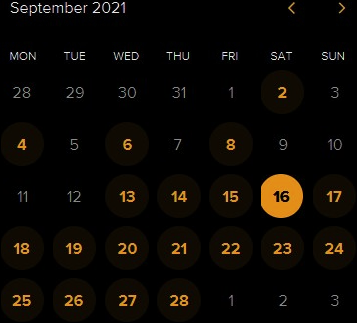 September 2021
MON TUE WED THU FRI SAT SUN
28 29 30 31 1 2 3
4 5 6 7 8 9 10
11 12 13 14 15 16 17
18 19 20 21 22 23 24
25 26 27 28 1 2 3